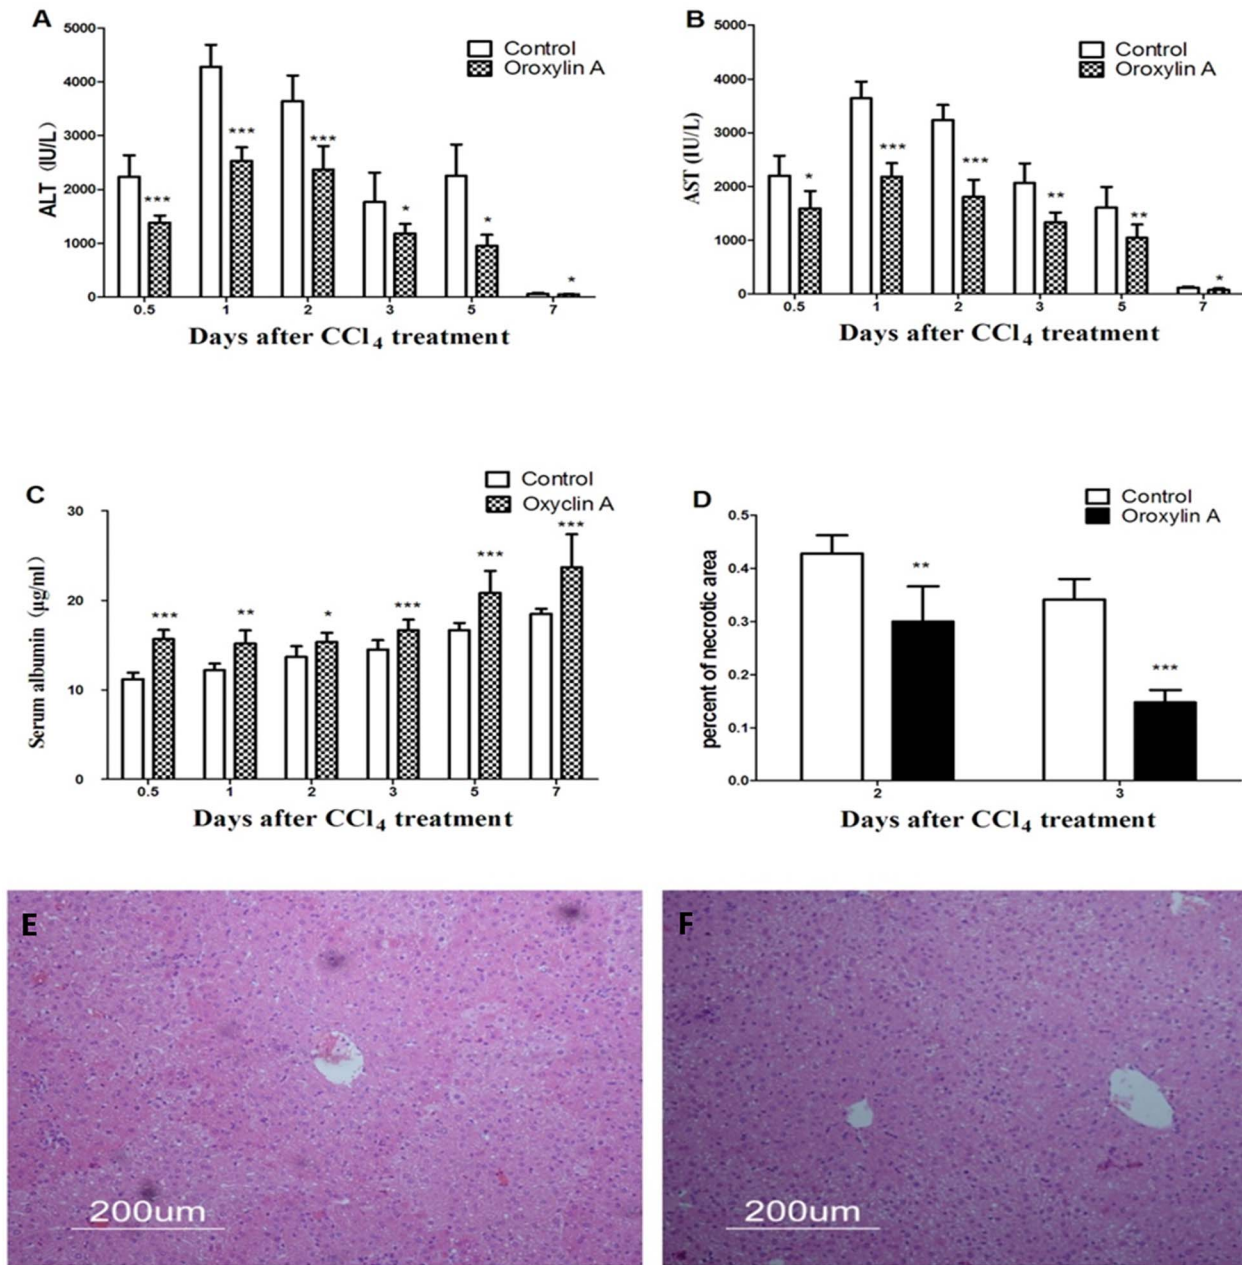 A
5000
4000
3000
2000
1000
0
ALT (IU/L)
Control
Oroxylin A
***
***
***
*
*
*
0.5 1 2 3 5 7
Days after CCl4 treatment
B
5000
4000
3000
2000
1000
0
AST (IU/L)
Control
Oroxylin A
*
***
***
**
**
*
0.5 1 2 3 5 7
Days after CCl4 treatment
C
30
20
10
0
Serum albumin (μg/ml)
Control
Oxyclin A
***
**
*
***
***
***
0.5 1 2 3 5 7
Days after CCl4 treatment
D
0.5
0.4
0.3
0.2
0.1
0.0
percent of necrotic area
Control
Oroxylin A
**
***
2 3
Days after CCl4 treatment
E
200um
F
200um